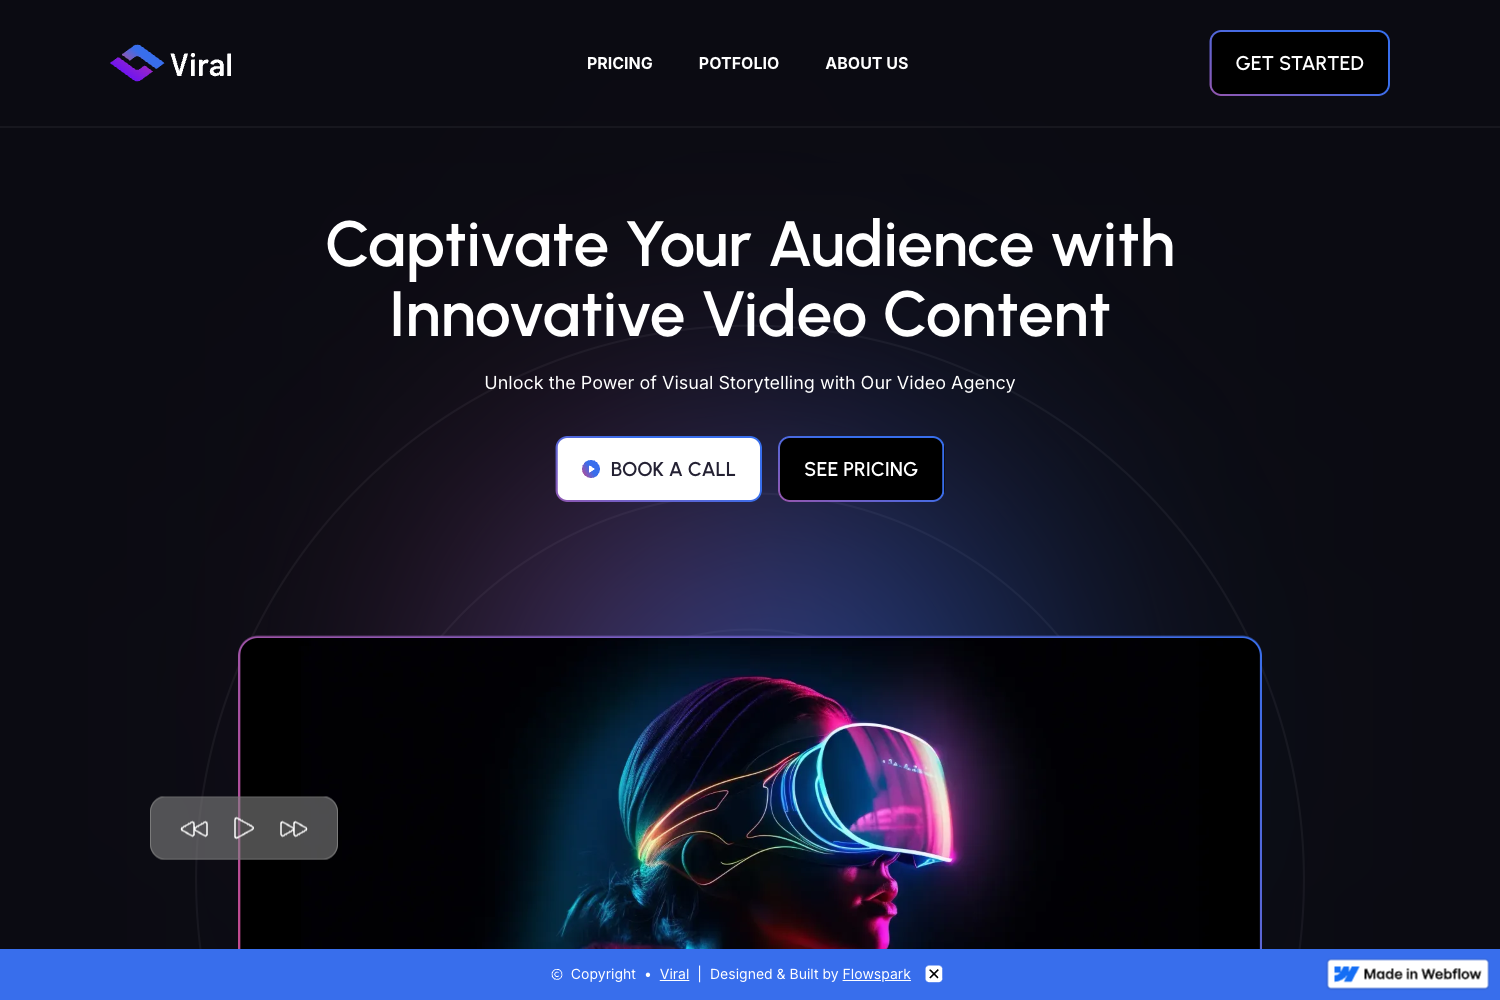 Viral
PRICING
POTFOLIO
ABOUT US
GET STARTED
Captivate Your Audience with
Innovative Video Content
Unlock the Power of Visual Storytelling with Our Video Agency
BOOK A CALL
SEE PRICING
© Copyright • Viral | Designed & Built by Flowspark
Made in Webflow